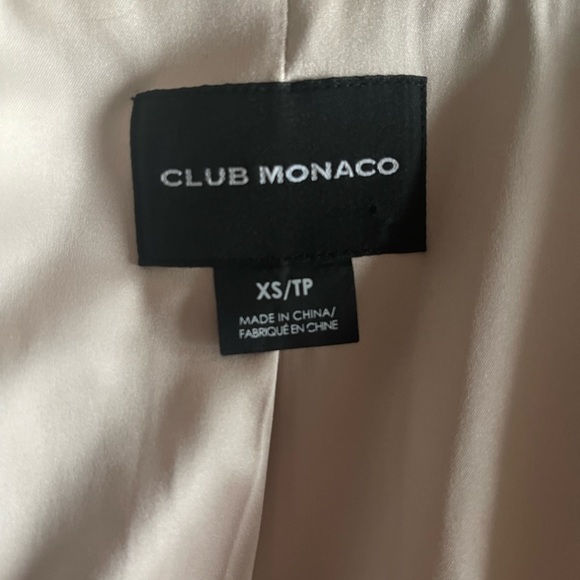 CLUB MONACO
XS/TP
MADE IN CHINA/
FABRIQUÉ EN CHINE